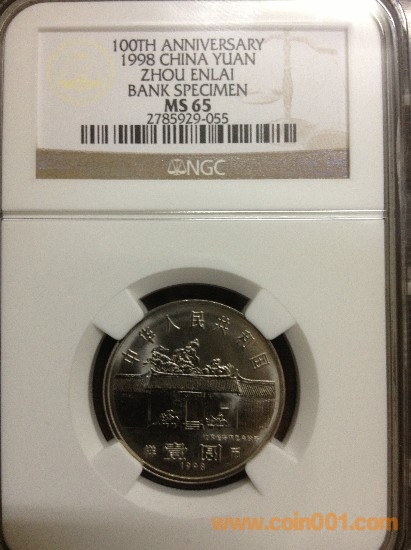 100TH ANNIVERSARY
1998 CHINA YUAN
ZHOU ENLAI
BANK SPECIMEN
MS 65
2785929-055
NGC
中华人民共和国
壹圆
1998
www.coin001.com